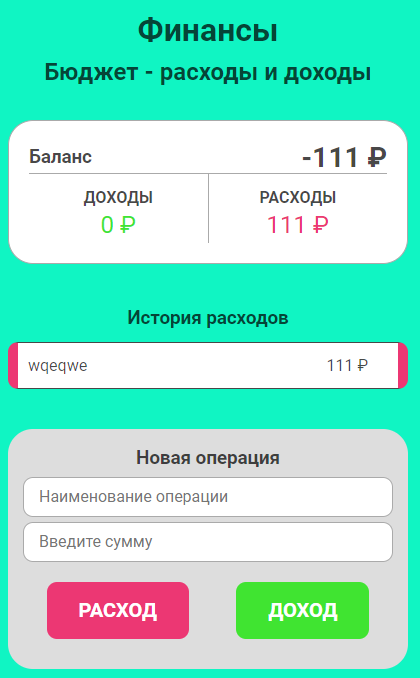 Финансы
Бюджет - расходы и доходы
Баланс -111 ₽
ДОХОДЫ РАСХОДЫ
0 ₽ 111 ₽
История расходов
wqeqwe 111 ₽
Новая операция
Наименование операции
Введите сумму
РАСХОД ДОХОД